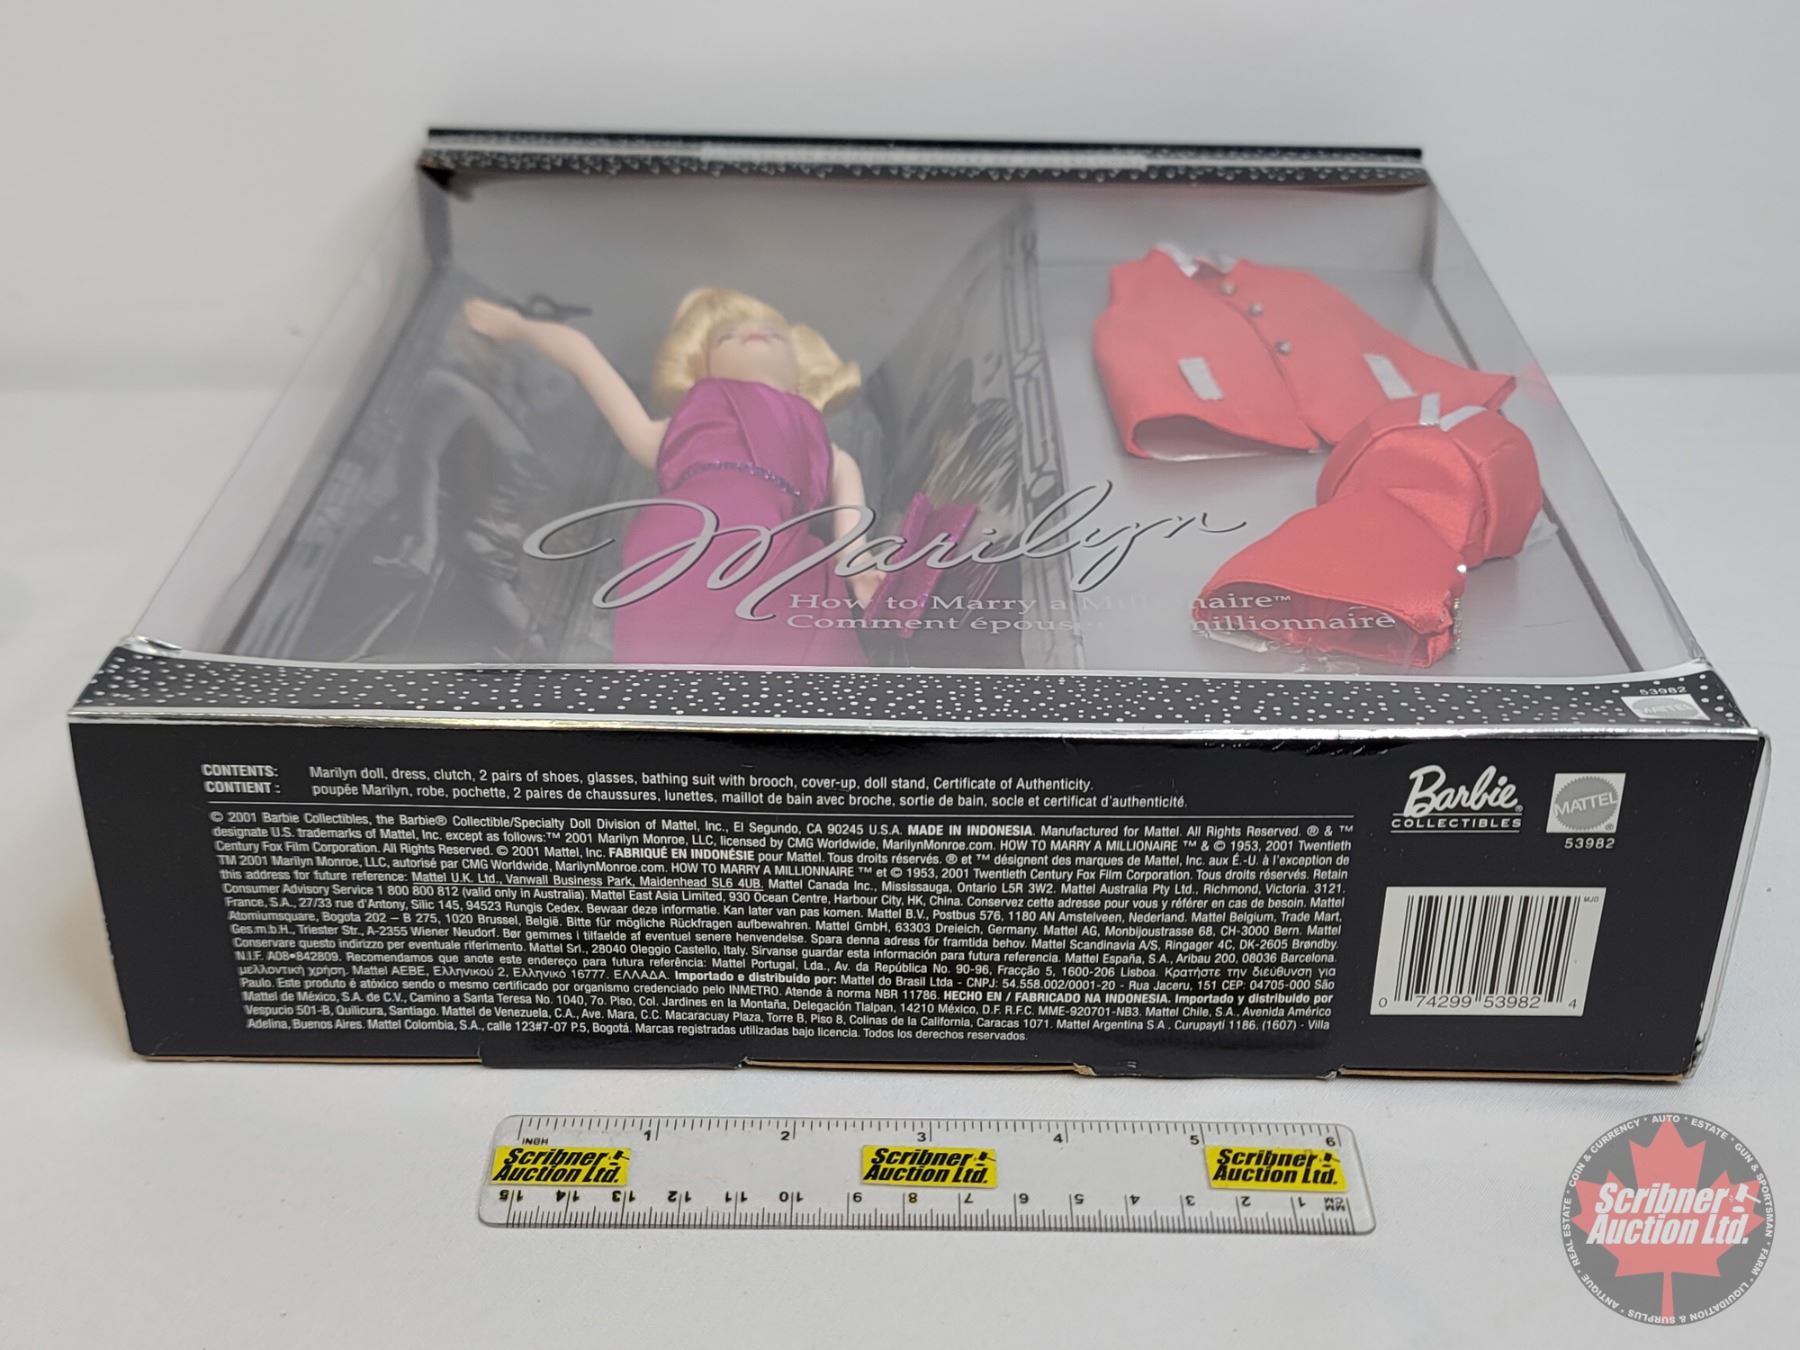 Marilyn
How to Marry a naire™
Comment épouser millionnaire
53982
MATTEL
CONTENTS: Marilyn doll, dress, clutch, 2 pairs of shoes, glasses, bathing suit with brooch, cover-up, doll stand, Certificate of Authenticity.
CONTIENT : poupée Marilyn, robe, pochette, 2 paires de chaussures, lunettes, maillot de bain avec broche, sortie de bain, socle et certificat d'authenticité.
© 2001 Barbie Collectibles, the Barbie® Collectible/Specialty Doll Division of Mattel, Inc., El Segundo, CA 90245 U.S.A. MADE IN INDONESIA. Manufactured for Mattel. All Rights Reserved. ® & ™
designate U.S. trademarks of Mattel, Inc. except as follows:™ 2001 Marilyn Monroe, LLC, licensed by CMG Worldwide, MarilynMonroe.com. HOW TO MARRY A MILLIONAIRE ™ & © 1953, 2001 Twentieth
Century Fox Film Corporation. All Rights Reserved. © 2001 Mattel, Inc. FABRIQUÉ EN INDONÉSIE pour Mattel. Tous droits réservés. ® et ™ désignent des marques de Mattel, Inc. aux É.-U. à l'exception de
TM 2001 Marilyn Monroe, LLC, autorisé par CMG Worldwide, MarilynMonroe.com. HOW TO MARRY A MILLIONAIRE ™ et © 1953, 2001 Twentieth Century Fox Film Corporation. Tous droits réservés. Retain
this address for future reference: Mattel U.K. Ltd., Vanwall Business Park, Maidenhead SL6 4UB. Mattel Canada Inc., Mississauga, Ontario L5R 3W2. Mattel Australia Pty Ltd., Richmond, Victoria. 3121.
Consumer Advisory Service 1 800 800 812 (valid only in Australia). Mattel East Asia Limited, 930 Ocean Centre, Harbour City, HK, China. Conservez cette adresse pour vous y référer en cas de besoin. Mattel
France, S.A., 27/33 rue d'Antony, Silic 145, 94523 Rungis Cedex. Bewaar deze informatie. Kan later van pas komen. Mattel B.V., Postbus 576, 1180 AN Amstelveen, Nederland. Mattel Belgium, Trade Mart,
Atomiumsquare, Bogota 202 – B 275, 1020 Brussel, België. Bitte für mögliche Rückfragen aufbewahren. Mattel GmbH, 63303 Dreieich, Germany. Mattel AG, Monbijoustrasse 68, CH-3000 Bern. Mattel
Ges.m.b.H., Triester Str., A-2355 Wiener Neudorf. Bør gemmes i tilfælde af eventuel senere henvendelse. Spara denna adress för framtida behov. Mattel Scandinavia A/S, Ringager 4C, DK-2605 Brøndby.
Conservare questo indirizzo per eventuale riferimento. Mattel Srl., 28040 Oleggio Castello, Italy. Sírvanse guardar esta información para futura referencia. Mattel España, S.A., Aribau 200, 08036 Barcelona.
N.I.F. A08•842809. Recomendamos que anote este endereço para futura referência: Mattel Portugal, Lda., Av. da República No. 90-96, Fracção 5, 1600-206 Lisboa. Κρατήστε την διεύθυνση για
μελλοντική χρήση. Mattel AEBE, Ελληνικού 2, Ελληνικό 16777. ΕΛΛΑΔΑ. Importado e distribuído por: Mattel do Brasil Ltda - CNPJ: 54.558.002/0001-20 - Rua Jaceru, 151 CEP: 04705-000 São
Paulo. Este produto é atóxico sendo o mesmo certificado por organismo credenciado pelo INMETRO. Atende à norma NBR 11786. HECHO EN / FABRICADO NA INDONESIA. Importado y distribuido por
Mattel de México, S.A. de C.V., Camino a Santa Teresa No. 1040, 7o. Piso, Col. Jardines en la Montaña, Delegación Tlalpan, 14210 México, D.F. R.F.C. MME-920701-NB3. Mattel Chile, S.A., Avenida Américo
Vespucio 501-B, Quilicura, Santiago. Mattel de Venezuela, C.A., Ave. Mara, C.C. Macaracuay Plaza, Torre B, Piso 8, Colinas de la California, Caracas 1071. Mattel Argentina S.A. Curupaytí 1186, (1607) - Villa
Adelina, Buenos Aires. Mattel Colombia, S.A., calle 123#7-07 P.5, Bogotá. Marcas registradas utilizadas bajo licencia. Todos los derechos reservados.
Barbie®
COLLECTIBLES
MATTEL®
53982
MJ0
0 74299 53982 4
INCH 1 2 3 4 5 6
Scribner Auction Ltd.
Scribner Auction Ltd.
Scribner Auction Ltd.
15 14 13 12 11 10 9 8 7 6 5 4 3 2 1 MM CM
COIN & CURRENCY • AUTO • ESTATE • GUN & SPORTSMAN • FARM • LIQUIDATION & SURPLUS • ANTIQUE • REAL ESTATE •
Scribner
Auction Ltd.